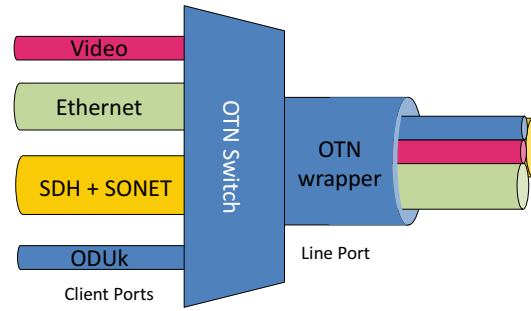 Video
Ethernet
SDH + SONET
ODUk
Client Ports
OTN Switch
OTN
wrapper
Line Port